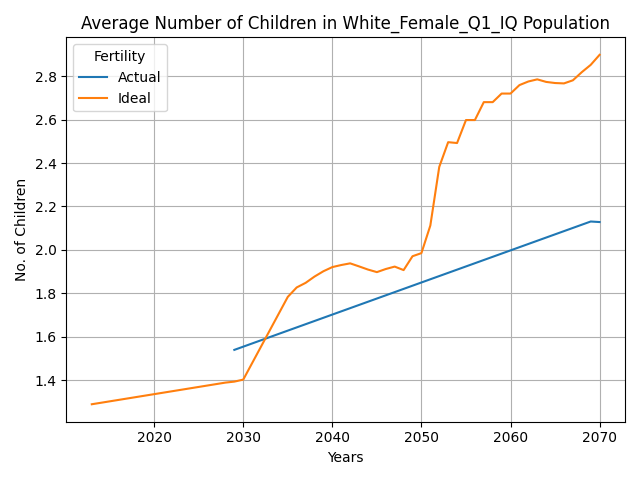 Average Number of Children in White_Female_Q1_IQ Population
Fertility
Actual
Ideal
No. of Children
2.8
2.6
2.4
2.2
2.0
1.8
1.6
1.4
2020 2030 2040 2050 2060 2070
Years